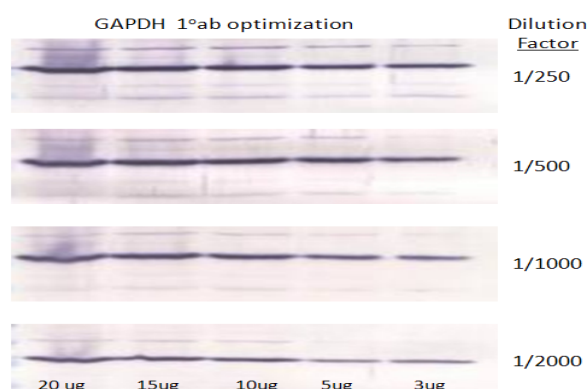 GAPDH 1°ab optimization
Dilution
Factor
1/250
1/500
1/1000
1/2000
20 ug 15ug 10ug 5ug 3ug